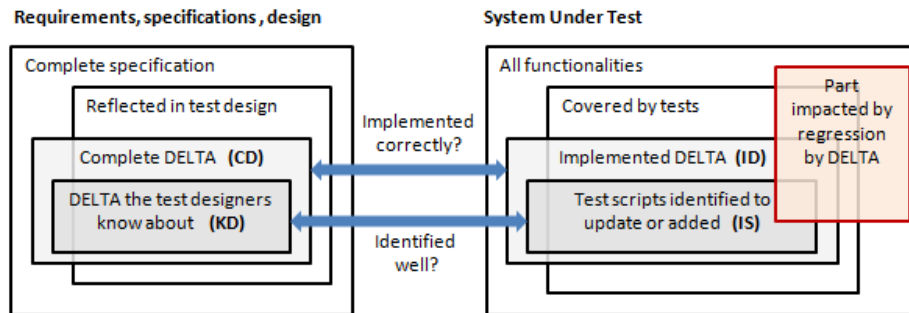 Requirements, specifications, design
System Under Test
Complete specification
Reflected in test design
Complete DELTA (CD)
DELTA the test designers
know about (KD)
Implemented
correctly?
Identified
well?
All functionalities
Covered by tests
Implemented DELTA (ID)
Test scripts identified to
update or added (IS)
Part
impacted by
regression
by DELTA